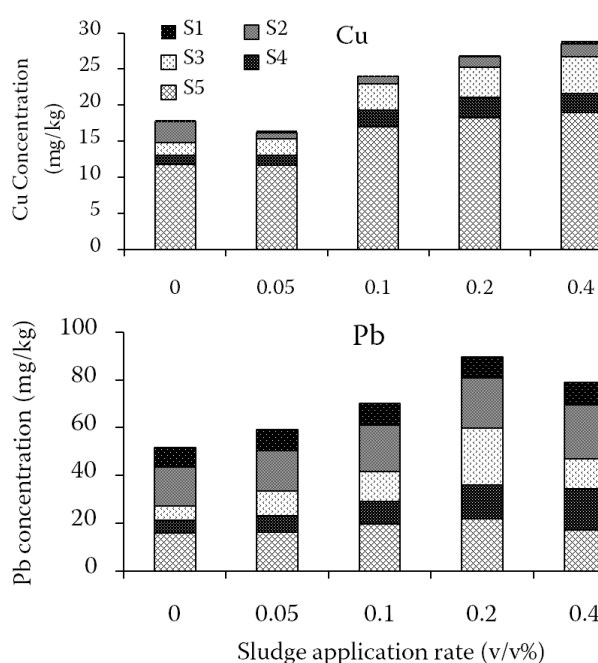 S1 S2 Cu
S3 S4
S5
30
25
20
15
10
5
0
Cu Concentration
(mg/kg)
0 0.05 0.1 0.2 0.4
Pb
100
80
60
40
20
0
Pb concentration (mg/kg)
0 0.05 0.1 0.2 0.4
Sludge application rate (v/v%)